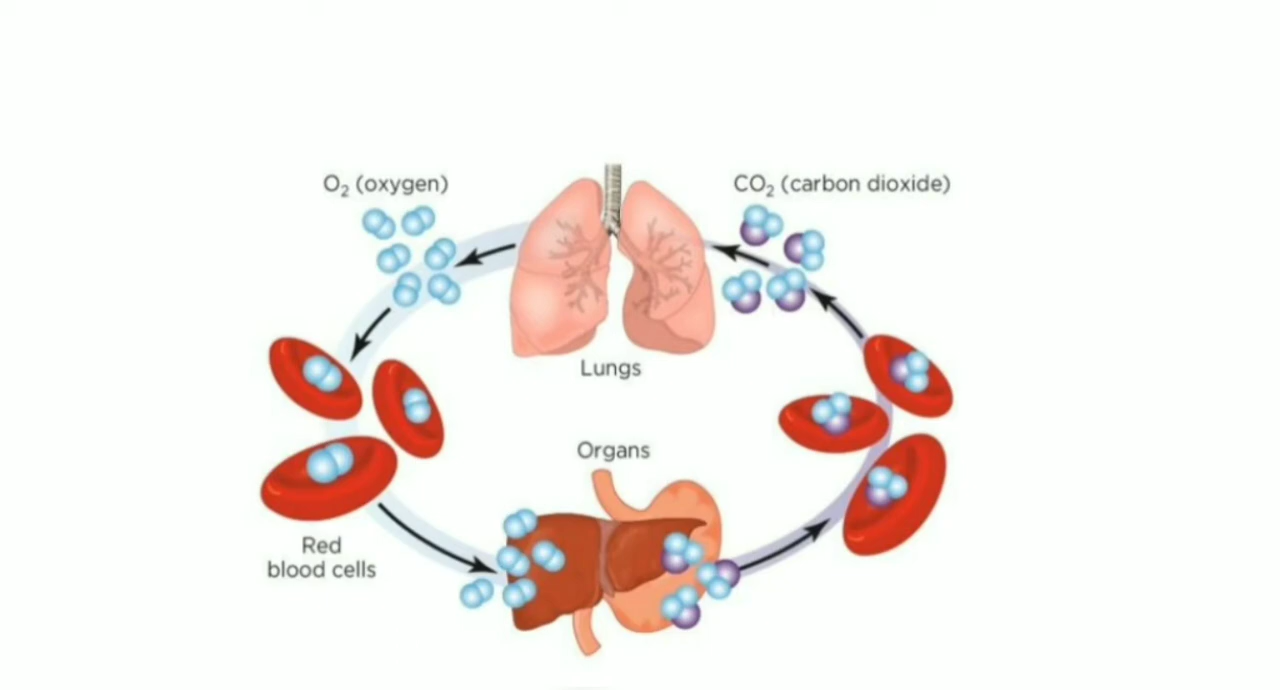 O₂ (oxygen)
CO₂ (carbon dioxide)
Lungs
Organs
Red
blood cells